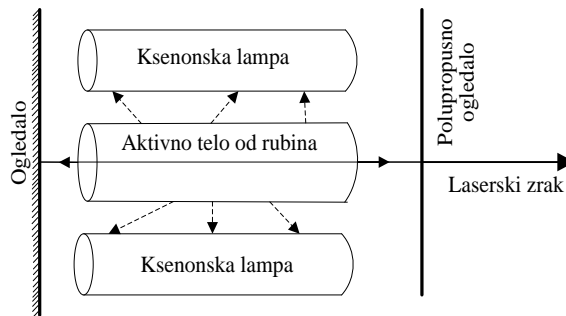 Ogledalo
Ksenonska lampa
Aktivno telo od rubina
Ksenonska lampa
Polupropusno
ogledalo
Laserski zrak